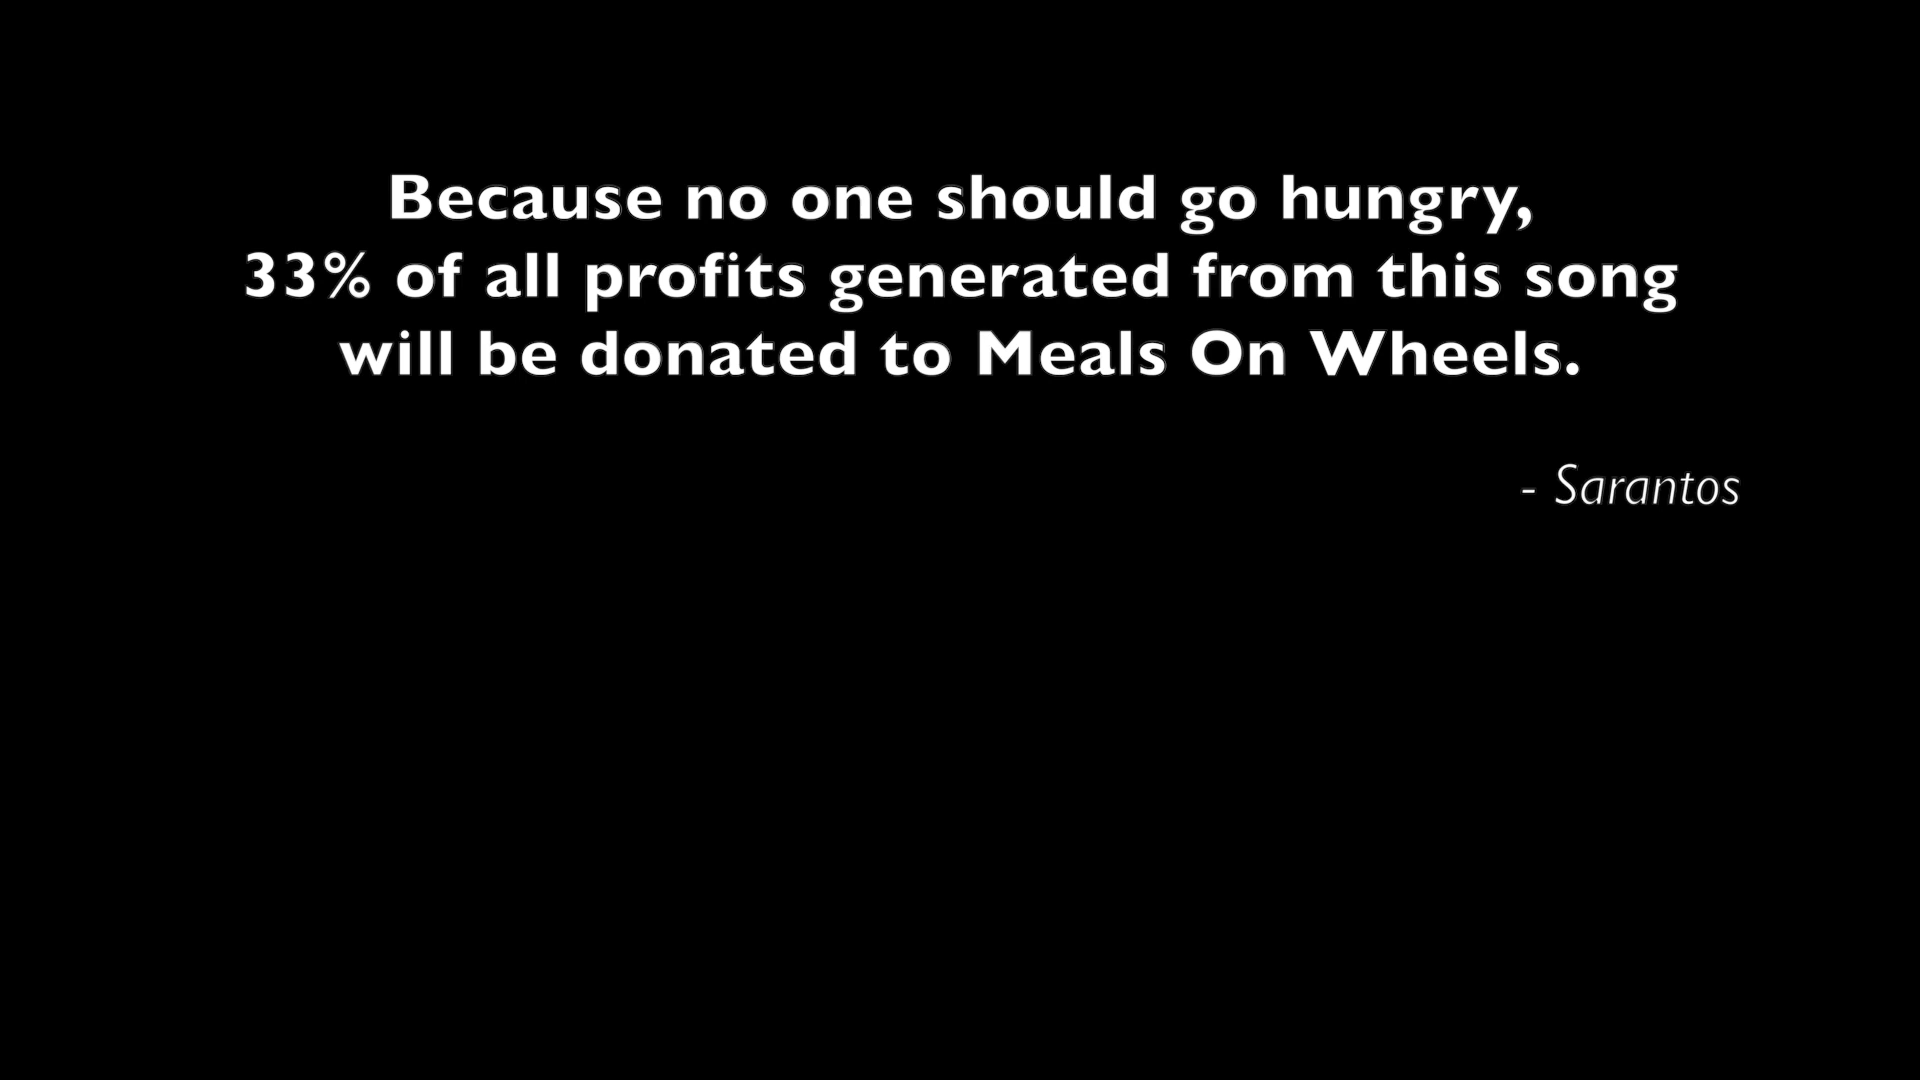 Because no one should go hungry,
33% of all profits generated from this song
will be donated to Meals On Wheels.
- Sarantos